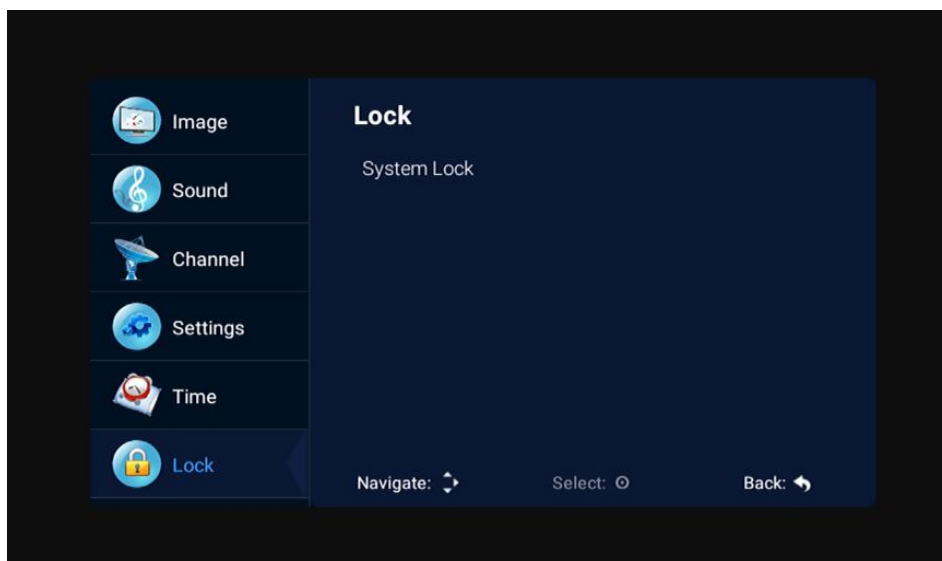 Image
Sound
Channel
Settings
Time
Lock
Lock
System Lock
Navigate:
Select:
Back: